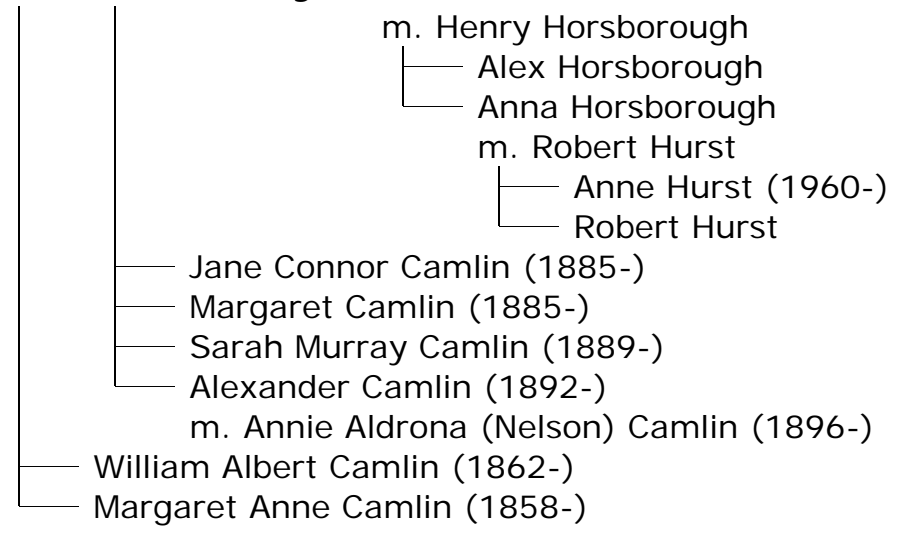 m. Henry Horsborough
Alex Horsborough
Anna Horsborough
m. Robert Hurst
Anne Hurst (1960-)
Robert Hurst
Jane Connor Camlin (1885-)
Margaret Camlin (1885-)
Sarah Murray Camlin (1889-)
Alexander Camlin (1892-)
m. Annie Aldrona (Nelson) Camlin (1896-)
William Albert Camlin (1862-)
Margaret Anne Camlin (1858-)